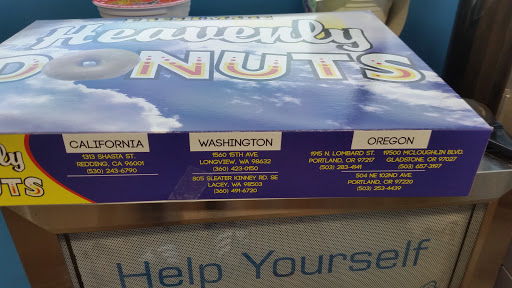 Heavenly
DONUTS
CALIFORNIA
1313 SHASTA ST.
REDDING, CA 96001
(530) 243-6790
WASHINGTON
1560 15TH AVE.
LONGVIEW, WA 98632
(360) 423-0150
805 SLEATER KINNEY RD. SE
LACEY, WA 98503
(360) 491-6720
OREGON
1915 N. LOMBARD ST.
PORTLAND, OR 97217
(503) 283-4141
19500 MCLOUGHLIN BLVD.
GLADSTONE, OR 97027
(503) 657-3197
504 NE 102ND AVE.
PORTLAND, OR 97220
(503) 253-4439
nly
UTS
Help Yourself